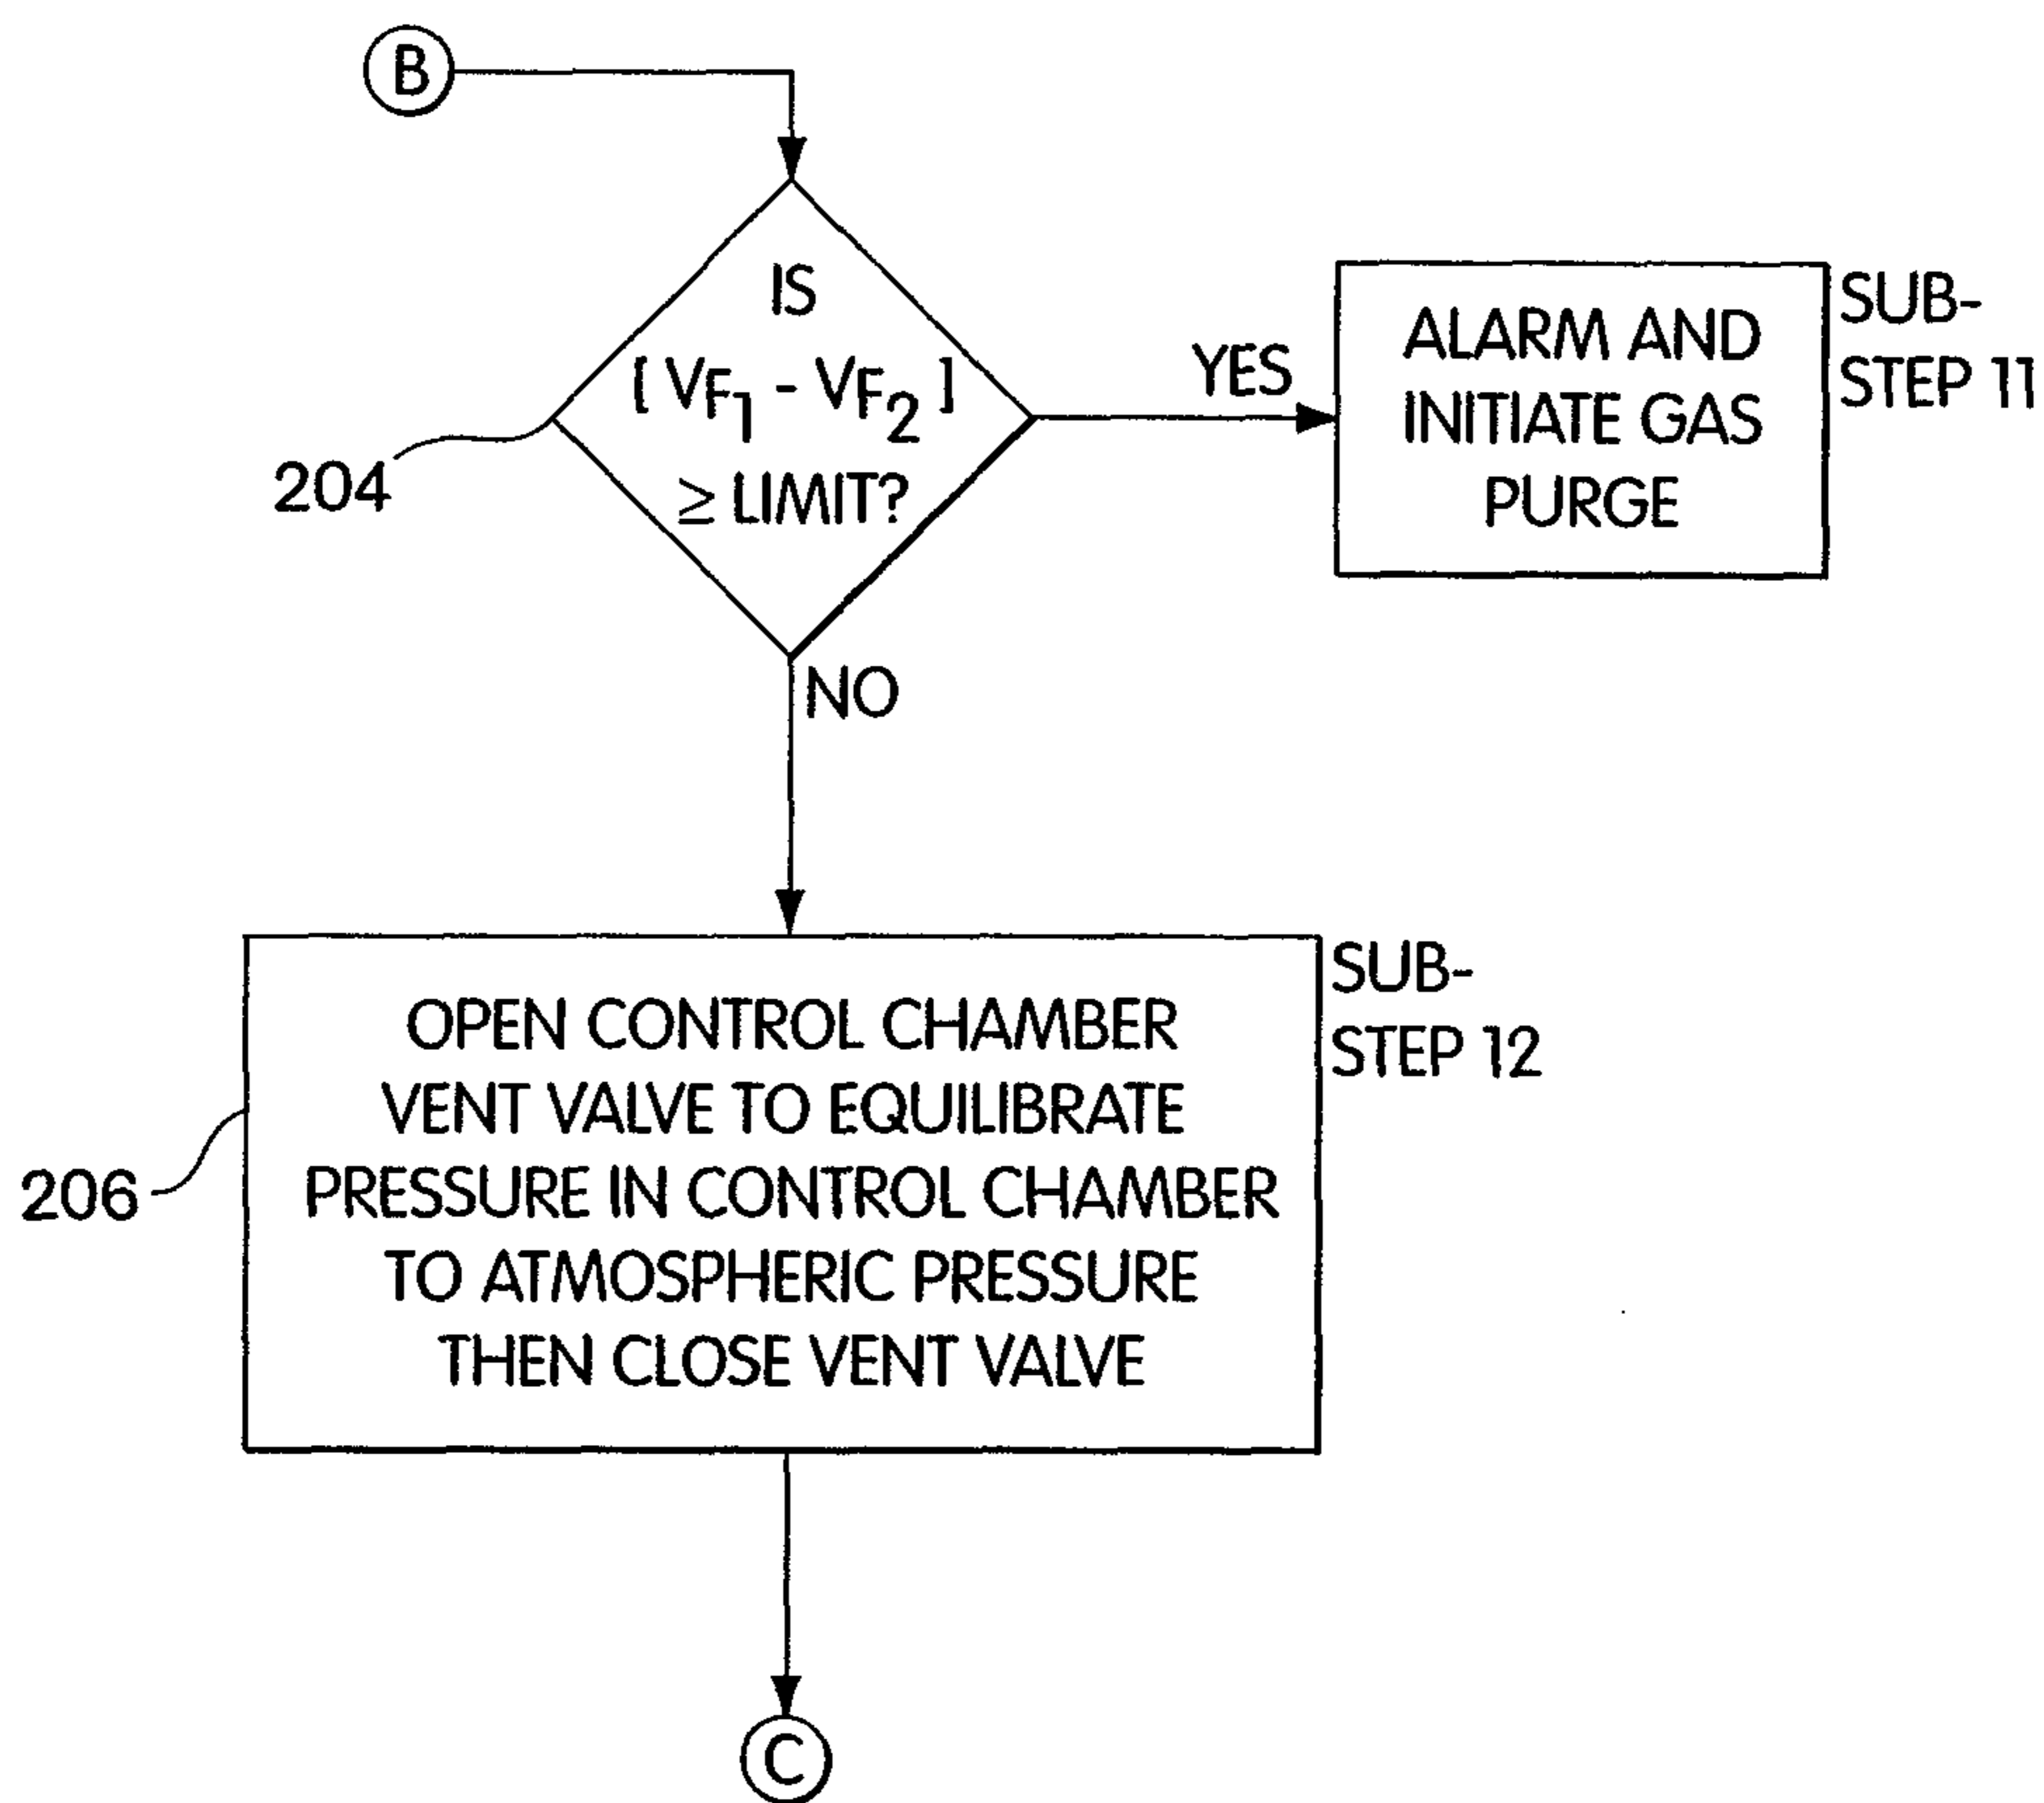 B
IS
[ VF1 - VF2 ]
≥ LIMIT?
204
YES
ALARM AND
INITIATE GAS
PURGE
SUB-
STEP 11
NO
OPEN CONTROL CHAMBER
VENT VALVE TO EQUILIBRATE
PRESSURE IN CONTROL CHAMBER
TO ATMOSPHERIC PRESSURE
THEN CLOSE VENT VALVE
SUB-
STEP 12
206
C